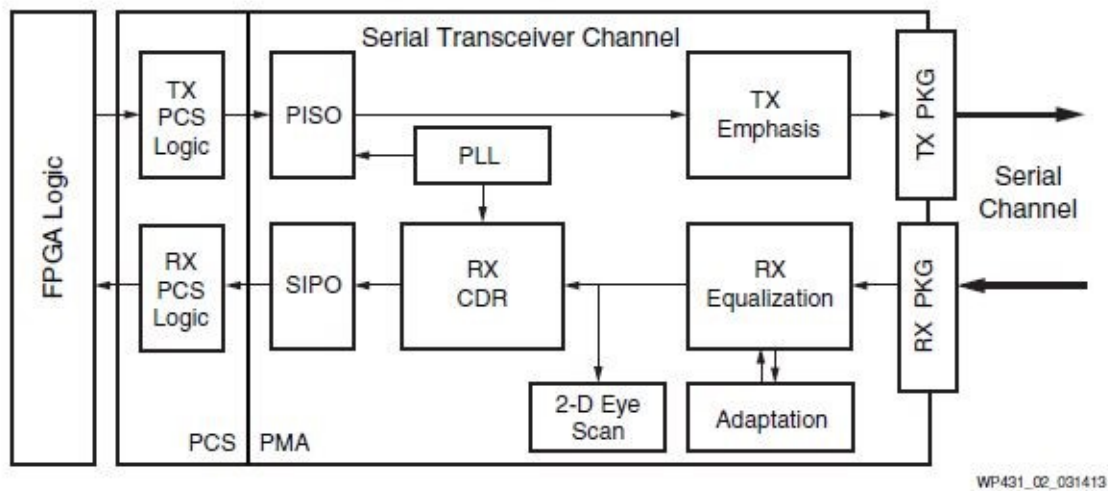 Serial Transceiver Channel
FPGA Logic
TX
PCS
Logic
PISO
PLL
TX
Emphasis
TX PKG
Serial
Channel
RX
PCS
Logic
SIPO
RX
CDR
RX
Equalization
RX PKG
2-D Eye
Scan
Adaptation
PCS
PMA
WP431_02_031413